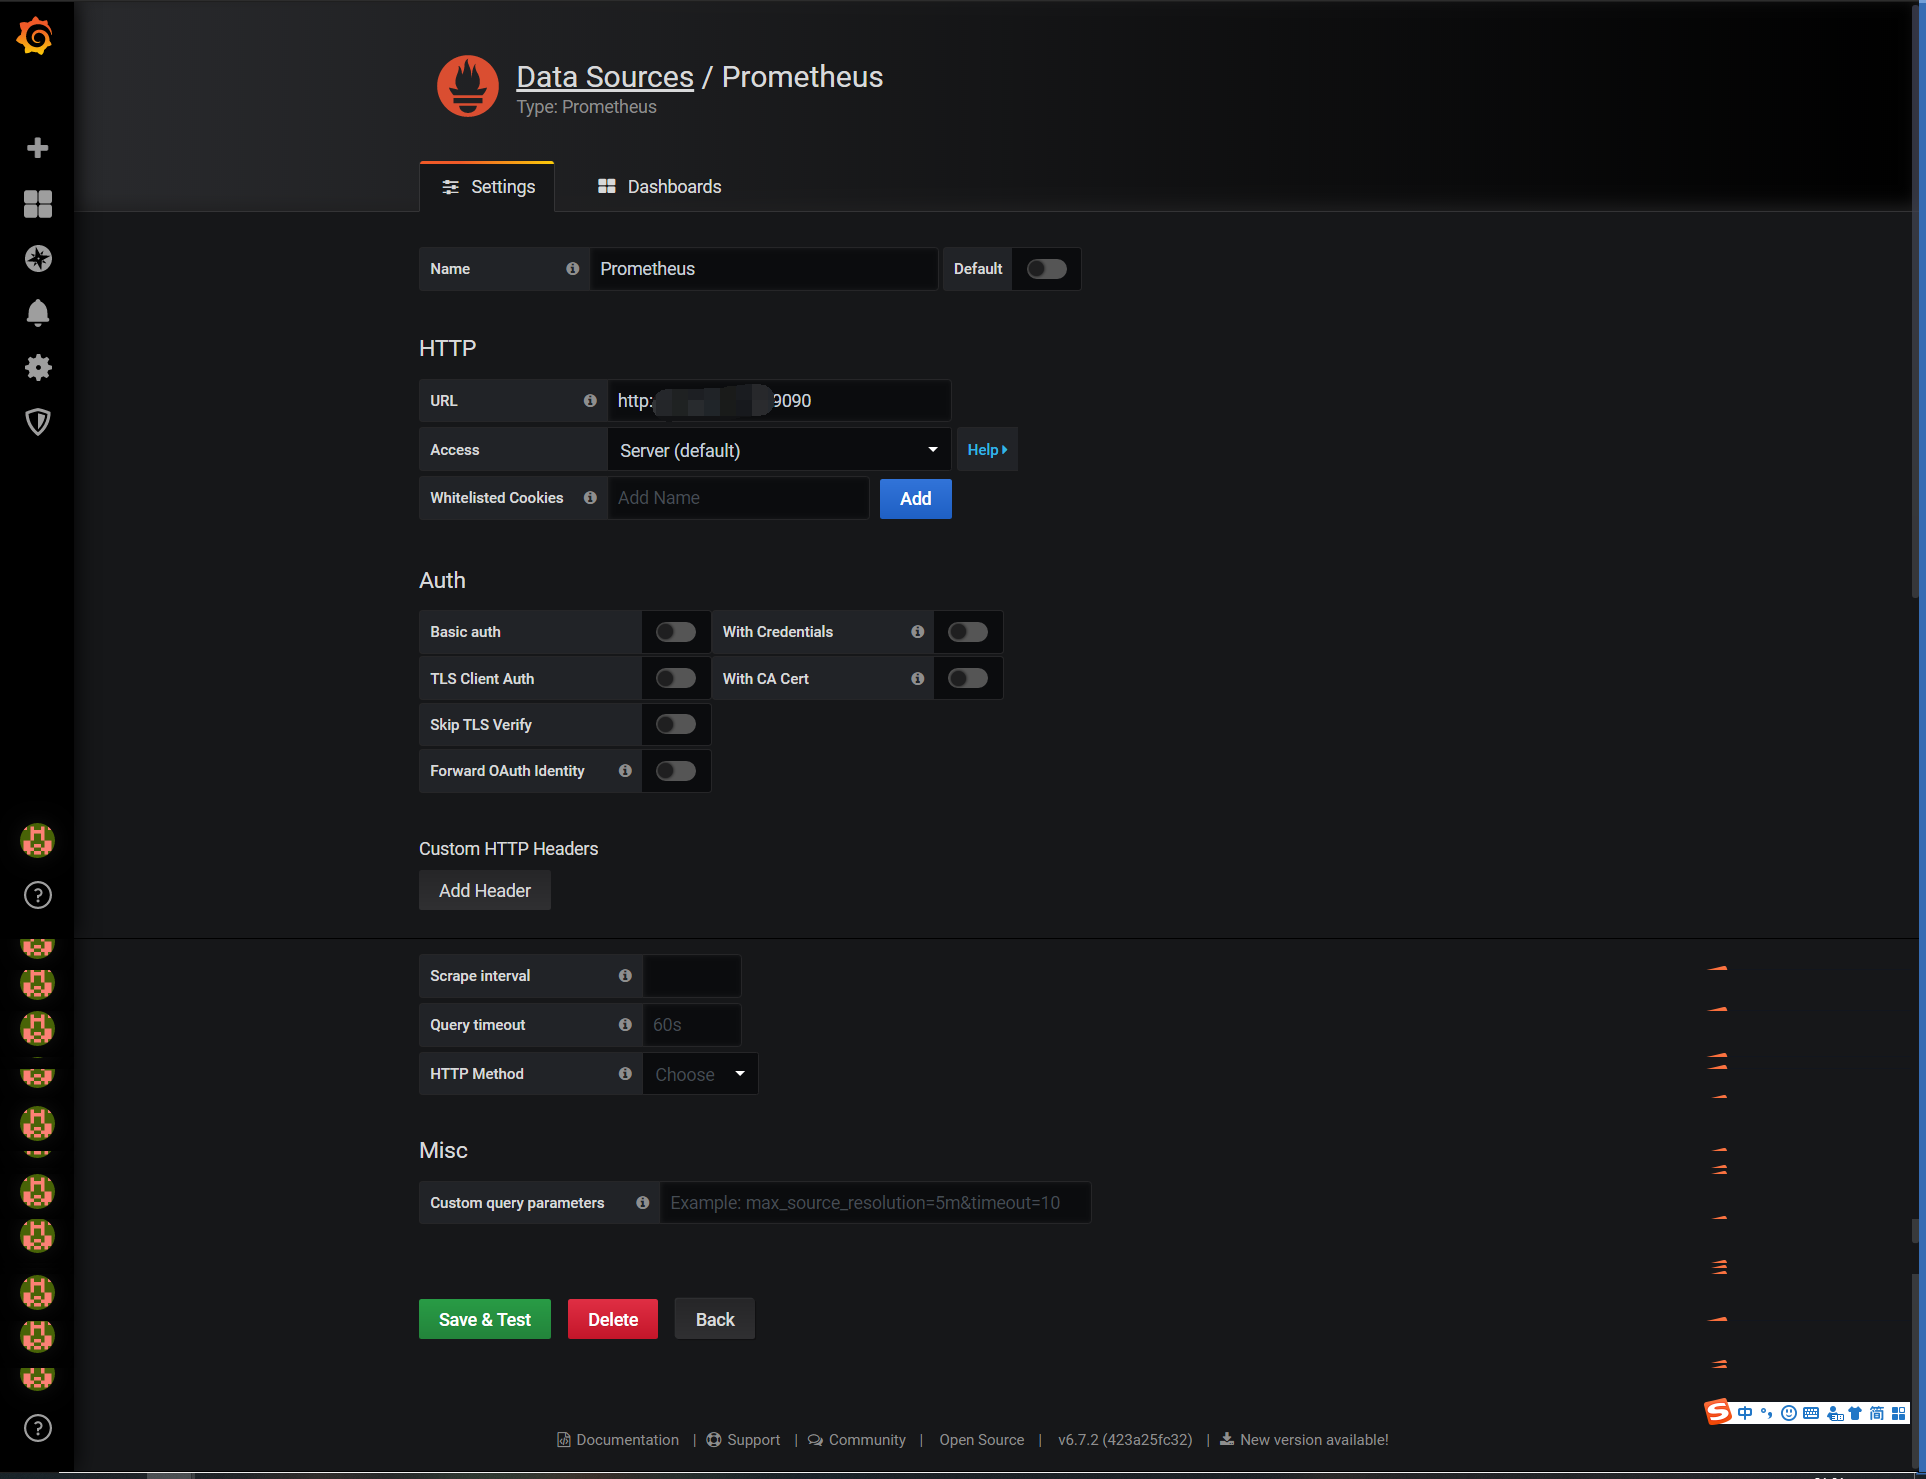 Data Sources / Prometheus
Type: Prometheus
Settings
Dashboards
Name
Prometheus
Default
HTTP
URL
http:
9090
Access
Server (default)
Help
Whitelisted Cookies
Add Name
Add
Auth
Basic auth
With Credentials
TLS Client Auth
With CA Cert
Skip TLS Verify
Forward OAuth Identity
Custom HTTP Headers
Add Header
Scrape interval
Query timeout
60s
HTTP Method
Choose
Misc
Custom query parameters
Example: max_source_resolution=5m&timeout=10
Save & Test
Delete
Back
S 中 °, 简
Documentation | Support | Community | Open Source | v6.7.2 (423a25fc32) | New version available!